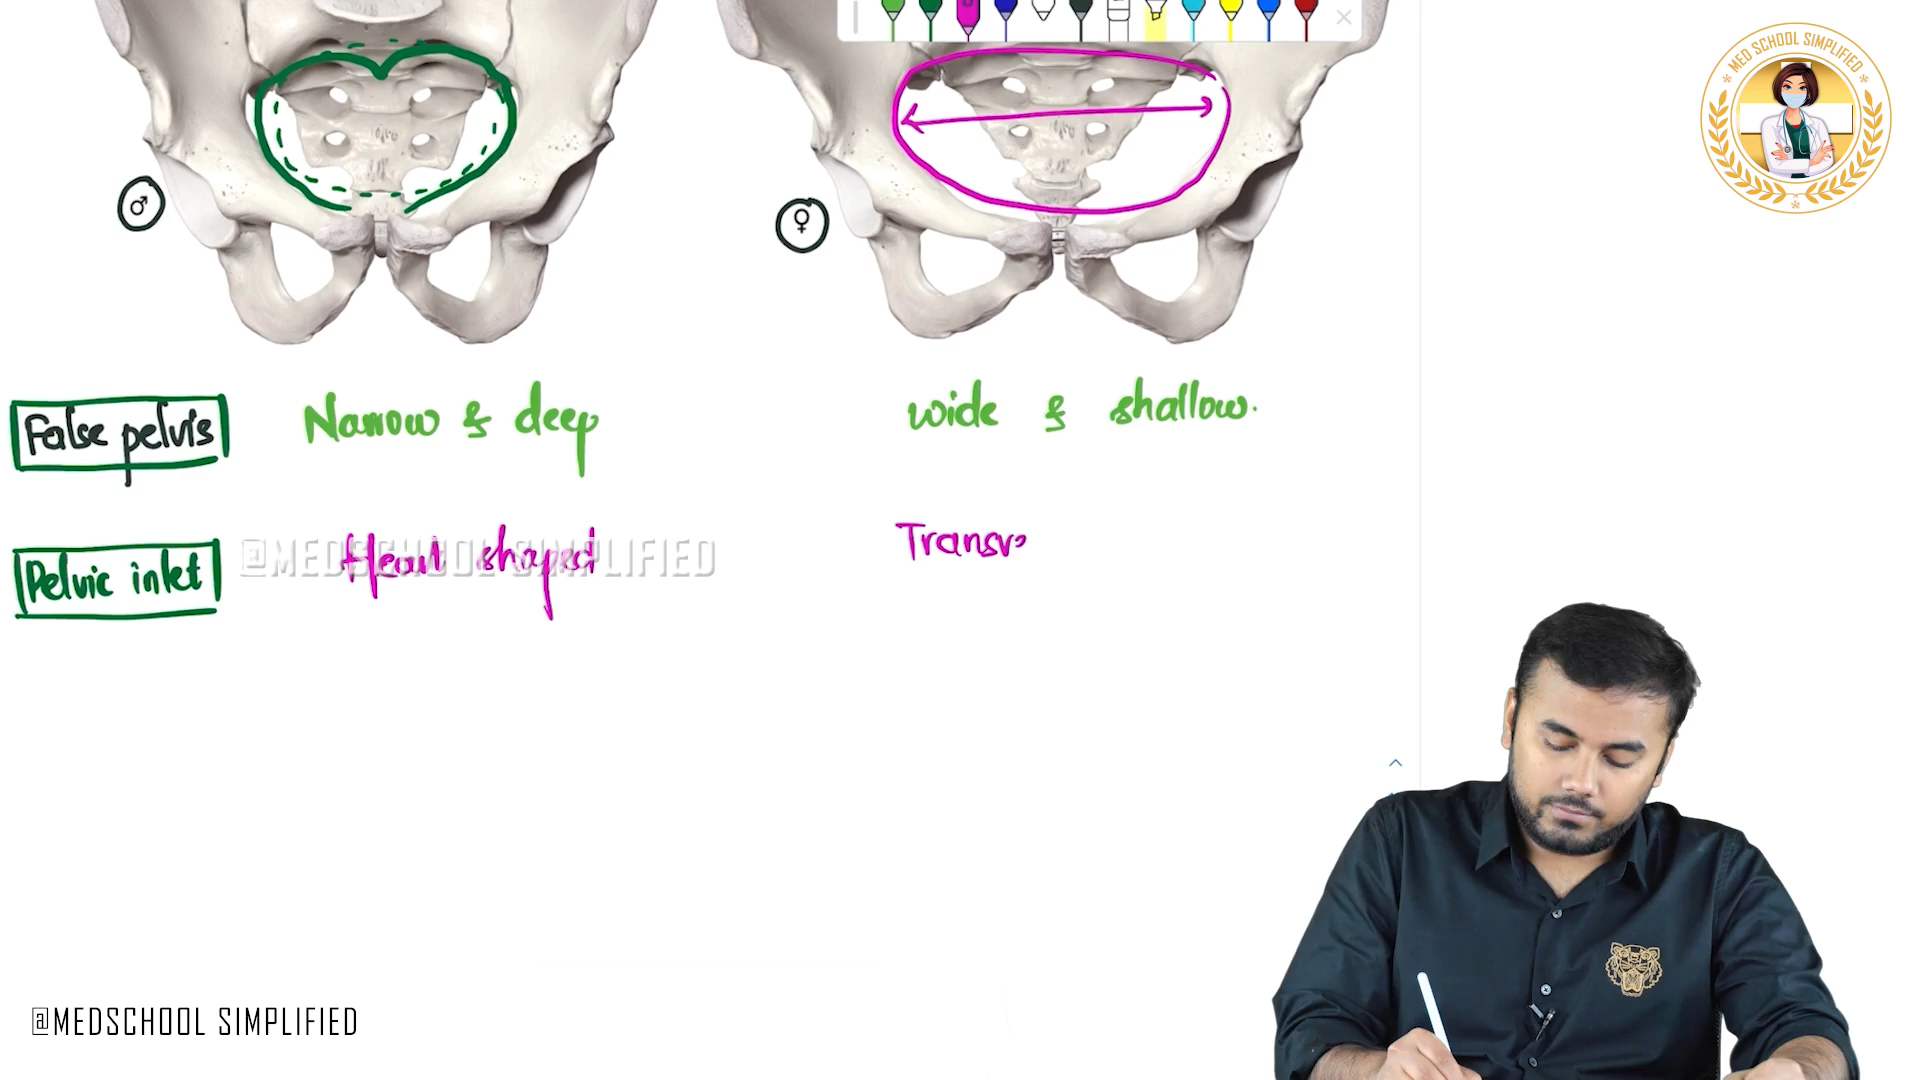 MED SCHOOL SIMPLIFIED
♂
♀
False pelvis Narrow & deep wide & shallow.
Pelvic inlet Heart shaped Transv
@MEDSCHOOL SIMPLIFIED
@MEDSCHOOL SIMPLIFIED